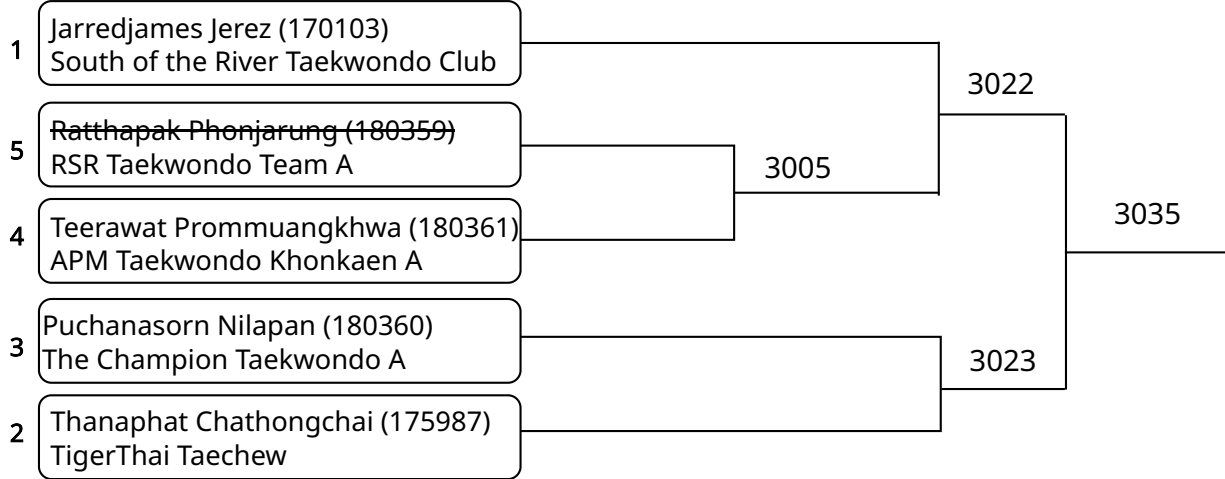 1
Jarredjames Jerez (170103)
South of the River Taekwondo Club
3022
5
Ratthapak Phonjarung (180359)
RSR Taekwondo Team A
3005
4
Teerawat Prommuangkhwa (180361)
APM Taekwondo Khonkaen A
3035
3
Puchanasorn Nilapan (180360)
The Champion Taekwondo A
3023
2
Thanaphat Chathongchai (175987)
TigerThai Taechew